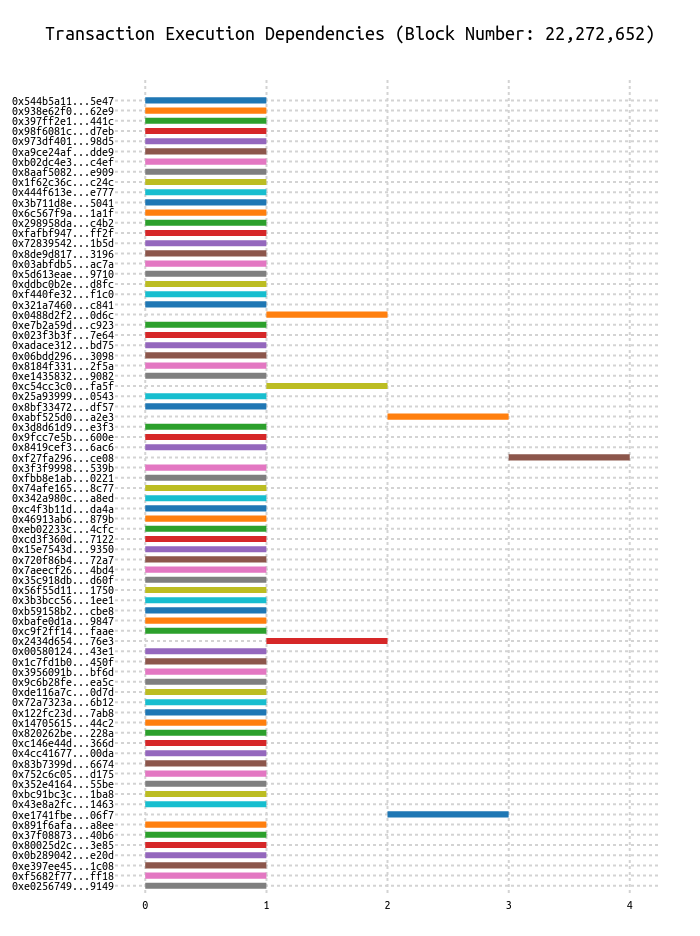 Transaction Execution Dependencies (Block Number: 22,272,652)
0x544b5a11...5e47
0x938e62f0...62e9
0x397ff2e1...441c
0x98f6081c...d7eb
0x973df401...98d5
0xa9ce24af...dde9
0xb02dc4e3...c4ef
0x8aaf5082...e909
0x1f62c36c...c24c
0x444f613e...e777
0x3b711d8e...5041
0x6c567f9a...1a1f
0x298958da...c4b2
0xfafbf947...ff2f
0x72839542...1b5d
0x8de9d817...3196
0x03abfdb5...ac7a
0x5d613eae...9710
0xddbc0b2e...d8fc
0xf440fe32...f1c0
0x321a7460...c841
0x0488d2f2...0d6c
0xe7b2a59d...c923
0x023f3b3f...7e64
0xadace312...bd75
0x06bdd296...3098
0x8184f331...2f5a
0xe1435832...9082
0xc54cc3c0...fa5f
0x25a93999...0543
0x8bf33472...df57
0xabf525d0...a2e3
0x3d8d61d9...e3f3
0x9fcc7e5b...600e
0x8419cef3...6ac6
0xf27fa296...ce08
0x3f3f9998...539b
0xfbb8e1ab...0221
0x74afe165...8c77
0x342a980c...a8ed
0xc4f3b11d...da4a
0x46913ab6...879b
0xeb02233c...4cfc
0xcd3f360d...7122
0x15e7543d...9350
0x720f86b4...72a7
0x7aeecf26...4bd4
0x35c918db...d60f
0x56f55d11...1750
0x3b3bcc56...1ee1
0xb59158b2...cbe8
0xbafe0d1a...9847
0xc9f2ff14...faae
0x2434d654...76e3
0x00580124...43e1
0x1c7fd1b0...450f
0x3956091b...bf6d
0x9c6b28fe...ea5c
0xde116a7c...0d7d
0x72a7323a...6b12
0x122fc23d...7ab8
0x14705615...44c2
0x820262be...228a
0xc146e44d...366d
0x4cc41677...00da
0x83b7399d...6674
0x752c6c05...d175
0x352e4164...55be
0xbc91bc3c...1ba8
0x43e8a2fc...1463
0xe1741fbe...06f7
0x891f6afa...a8ee
0x37f08873...40b6
0x80025d2c...3e85
0x0b289042...e20d
0xe397ee45...1c08
0xf5682f77...ff18
0xe0256749...9149
0 1 2 3 4